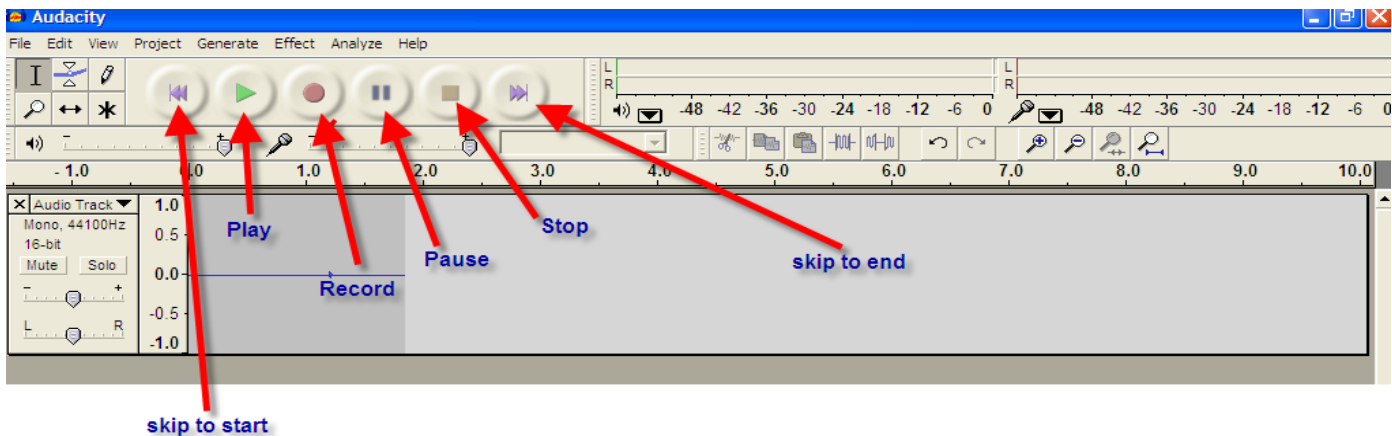 Audacity
File Edit View Project Generate Effect Analyze Help
L
R
-48 -42 -36 -30 -24 -18 -12 -6 0
L
R
-48 -42 -36 -30 -24 -18 -12 -6 0
- +
- +
- 1.0 0.0 1.0 2.0 3.0 4.0 5.0 6.0 7.0 8.0 9.0 10.0
X Audio Track
Mono, 44100Hz
16-bit
Mute Solo
- +
L R
1.0
0.5
0.0
-0.5
-1.0
Play
Record
Pause
Stop
skip to end
skip to start